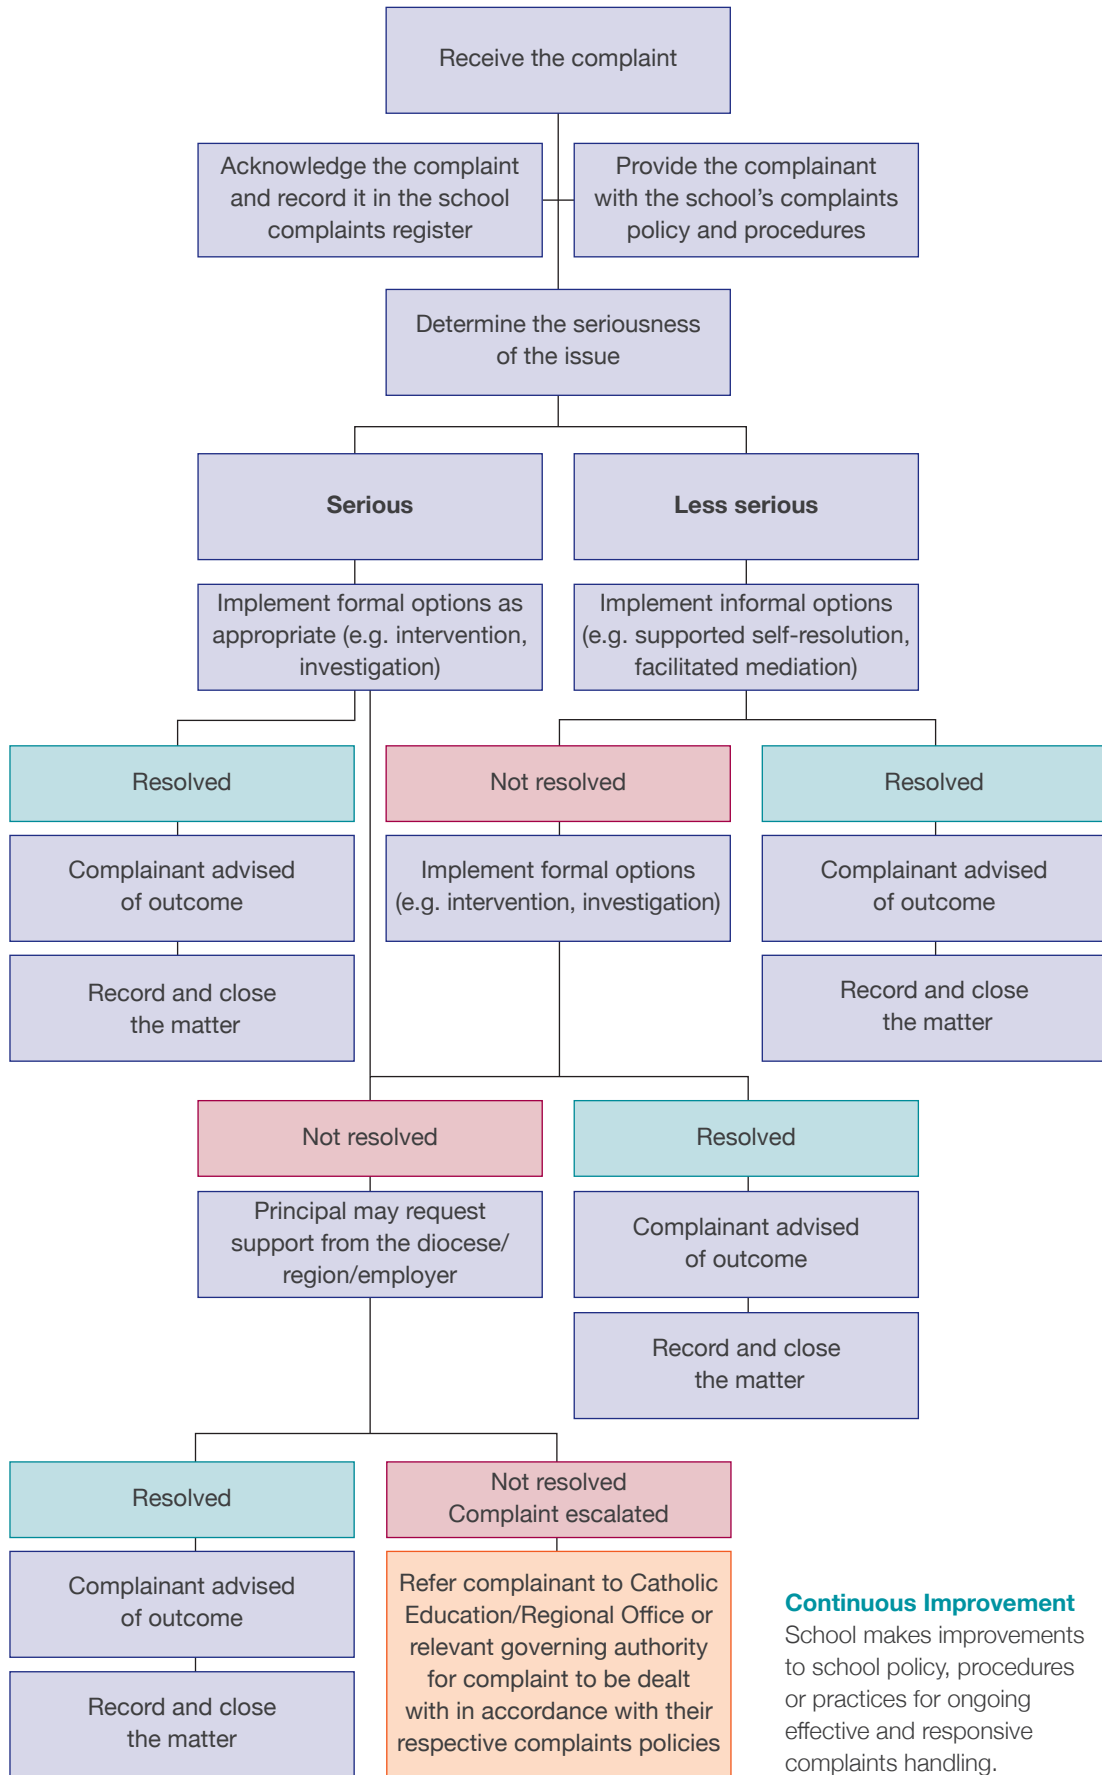 Receive the complaint
Acknowledge the complaint
and record it in the school
complaints register
Provide the complainant
with the school’s complaints
policy and procedures
Determine the seriousness
of the issue
Serious
Less serious
Implement formal options as
appropriate (e.g. intervention,
investigation)
Implement informal options
(e.g. supported self-resolution,
facilitated mediation)
Resolved
Not resolved
Resolved
Complainant advised
of outcome
Implement formal options
(e.g. intervention, investigation)
Complainant advised
of outcome
Record and close
the matter
Record and close
the matter
Not resolved
Resolved
Principal may request
support from the diocese/
region/employer
Complainant advised
of outcome
Record and close
the matter
Resolved
Not resolved
Complaint escalated
Complainant advised
of outcome
Record and close
the matter
Refer complainant to Catholic
Education/Regional Office or
relevant governing authority
for complaint to be dealt
with in accordance with their
respective complaints policies
Continuous Improvement
School makes improvements
to school policy, procedures
or practices for ongoing
effective and responsive
complaints handling.